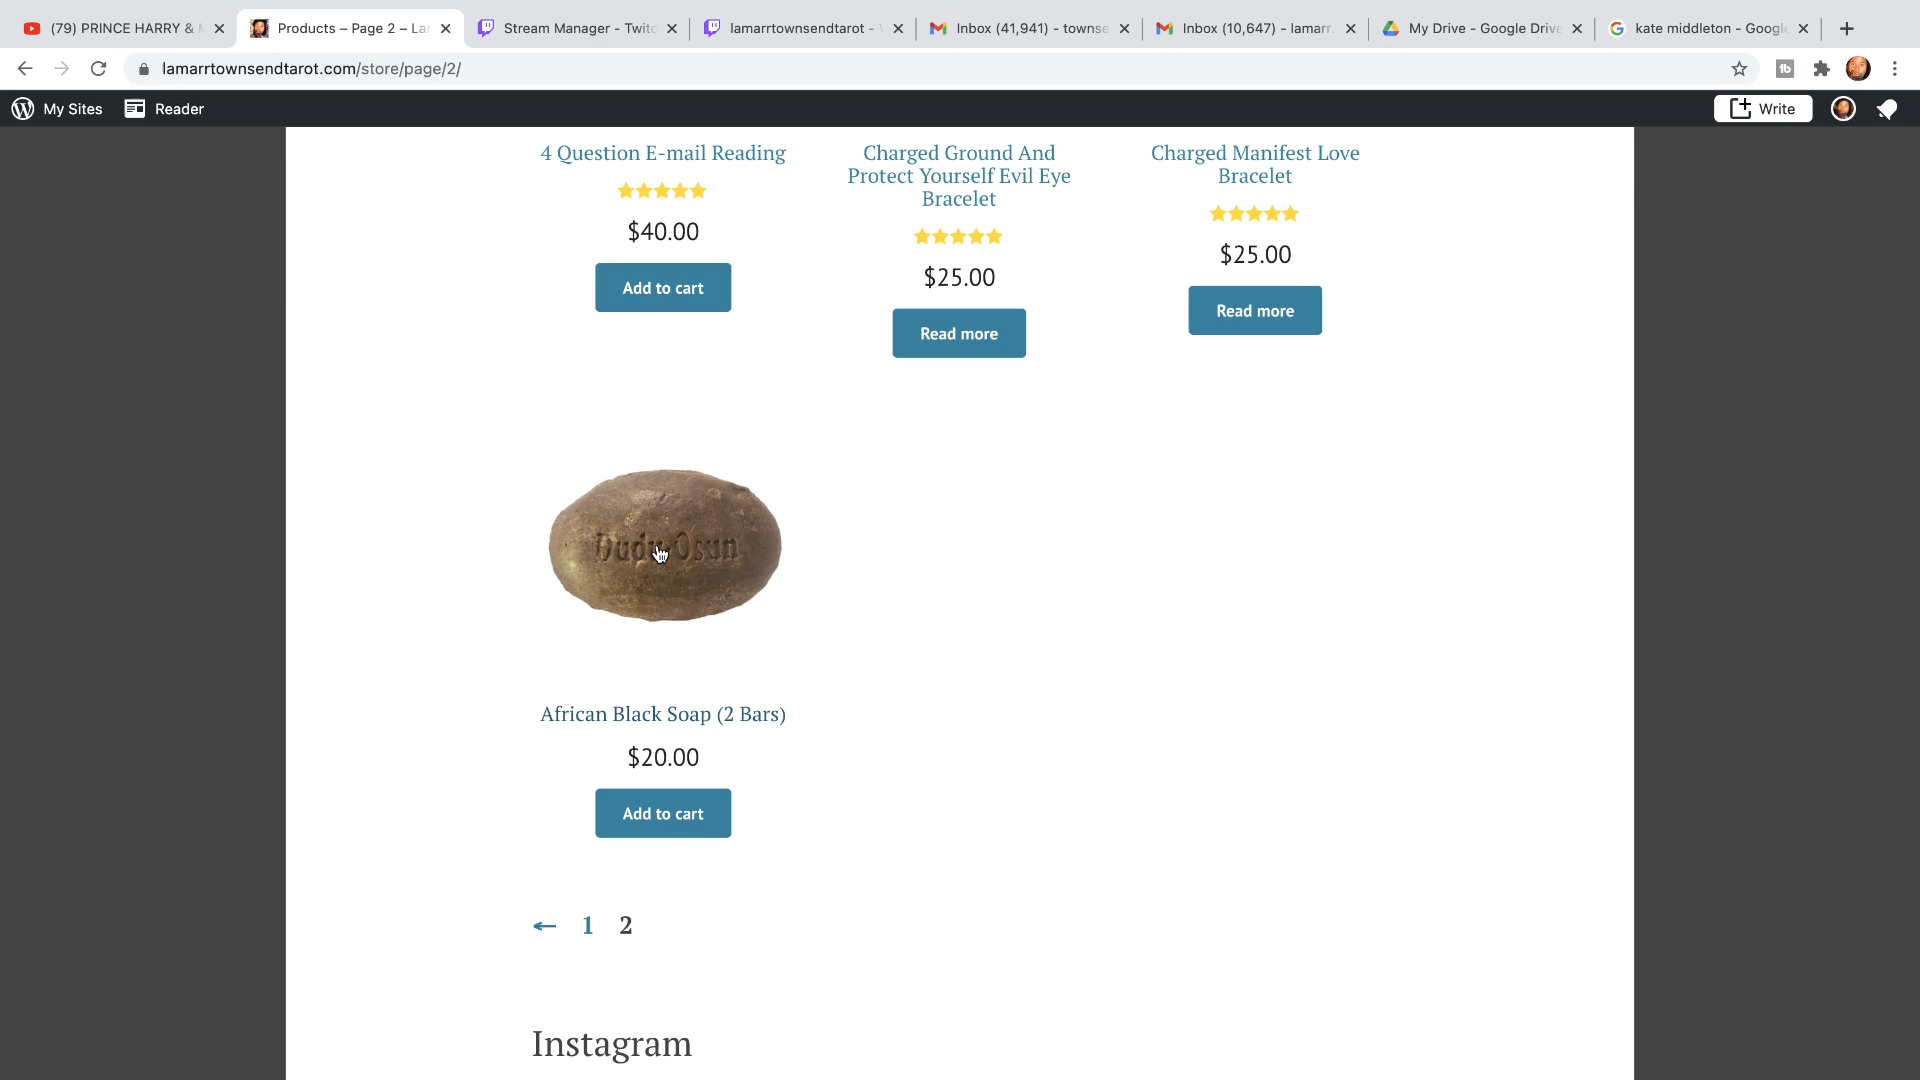 (79) PRINCE HARRY &
Products – Page 2 – La
Stream Manager - Twitc
lamarrtownsendtarot -
Inbox (41,941) - townse
Inbox (10,647) - lamarr.
My Drive - Google Drive
kate middleton - Google
lamarrtownsendtarot.com/store/page/2/
My Sites
Reader
Write
4 Question E-mail Reading
$40.00
Add to cart
Charged Ground And
Protect Yourself Evil Eye
Bracelet
$25.00
Read more
Charged Manifest Love
Bracelet
$25.00
Read more
Dudu-Osun
African Black Soap (2 Bars)
$20.00
Add to cart
← 1 2
Instagram